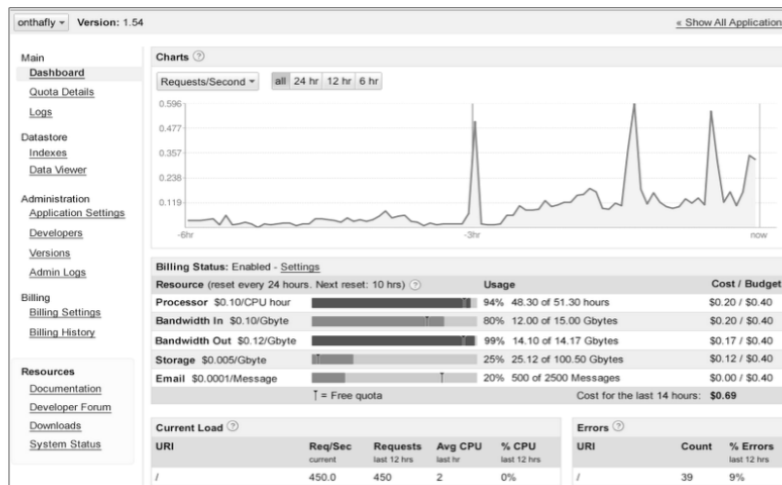 onthafly Version: 1.54 « Show All Application
Main
Dashboard
Quota Details
Logs
Datastore
Indexes
Data Viewer
Administration
Application Settings
Developers
Versions
Admin Logs
Billing
Billing Settings
Billing History
Resources
Documentation
Developer Forum
Downloads
System Status
Charts ?
Requests/Second all 24 hr 12 hr 6 hr
0.596
0.477
0.357
0.238
0.119
-6hr -3hr now
Billing Status: Enabled - Settings
Resource (reset every 24 hours. Next reset: 10 hrs) ? Usage Cost / Budget
Processor $0.10/CPU hour 94% 48.30 of 51.30 hours $0.20 / $0.40
Bandwidth In $0.10/Gbyte 80% 12.00 of 15.00 Gbytes $0.20 / $0.40
Bandwidth Out $0.12/Gbyte 99% 14.10 of 14.17 Gbytes $0.17 / $0.40
Storage $0.005/Gbyte 25% 25.12 of 100.50 Gbytes $0.12 / $0.40
Email $0.0001/Message 20% 500 of 2500 Messages $0.00 / $0.40
= Free quota Cost for the last 14 hours: $0.69
Current Load ?
URI Req/Sec Requests Avg CPU % CPU
current last 12 hrs last hr last 12 hrs
/ 450.0 450 2 0%
Errors ?
URI Count % Errors
last 12 hrs
/ 39 9%